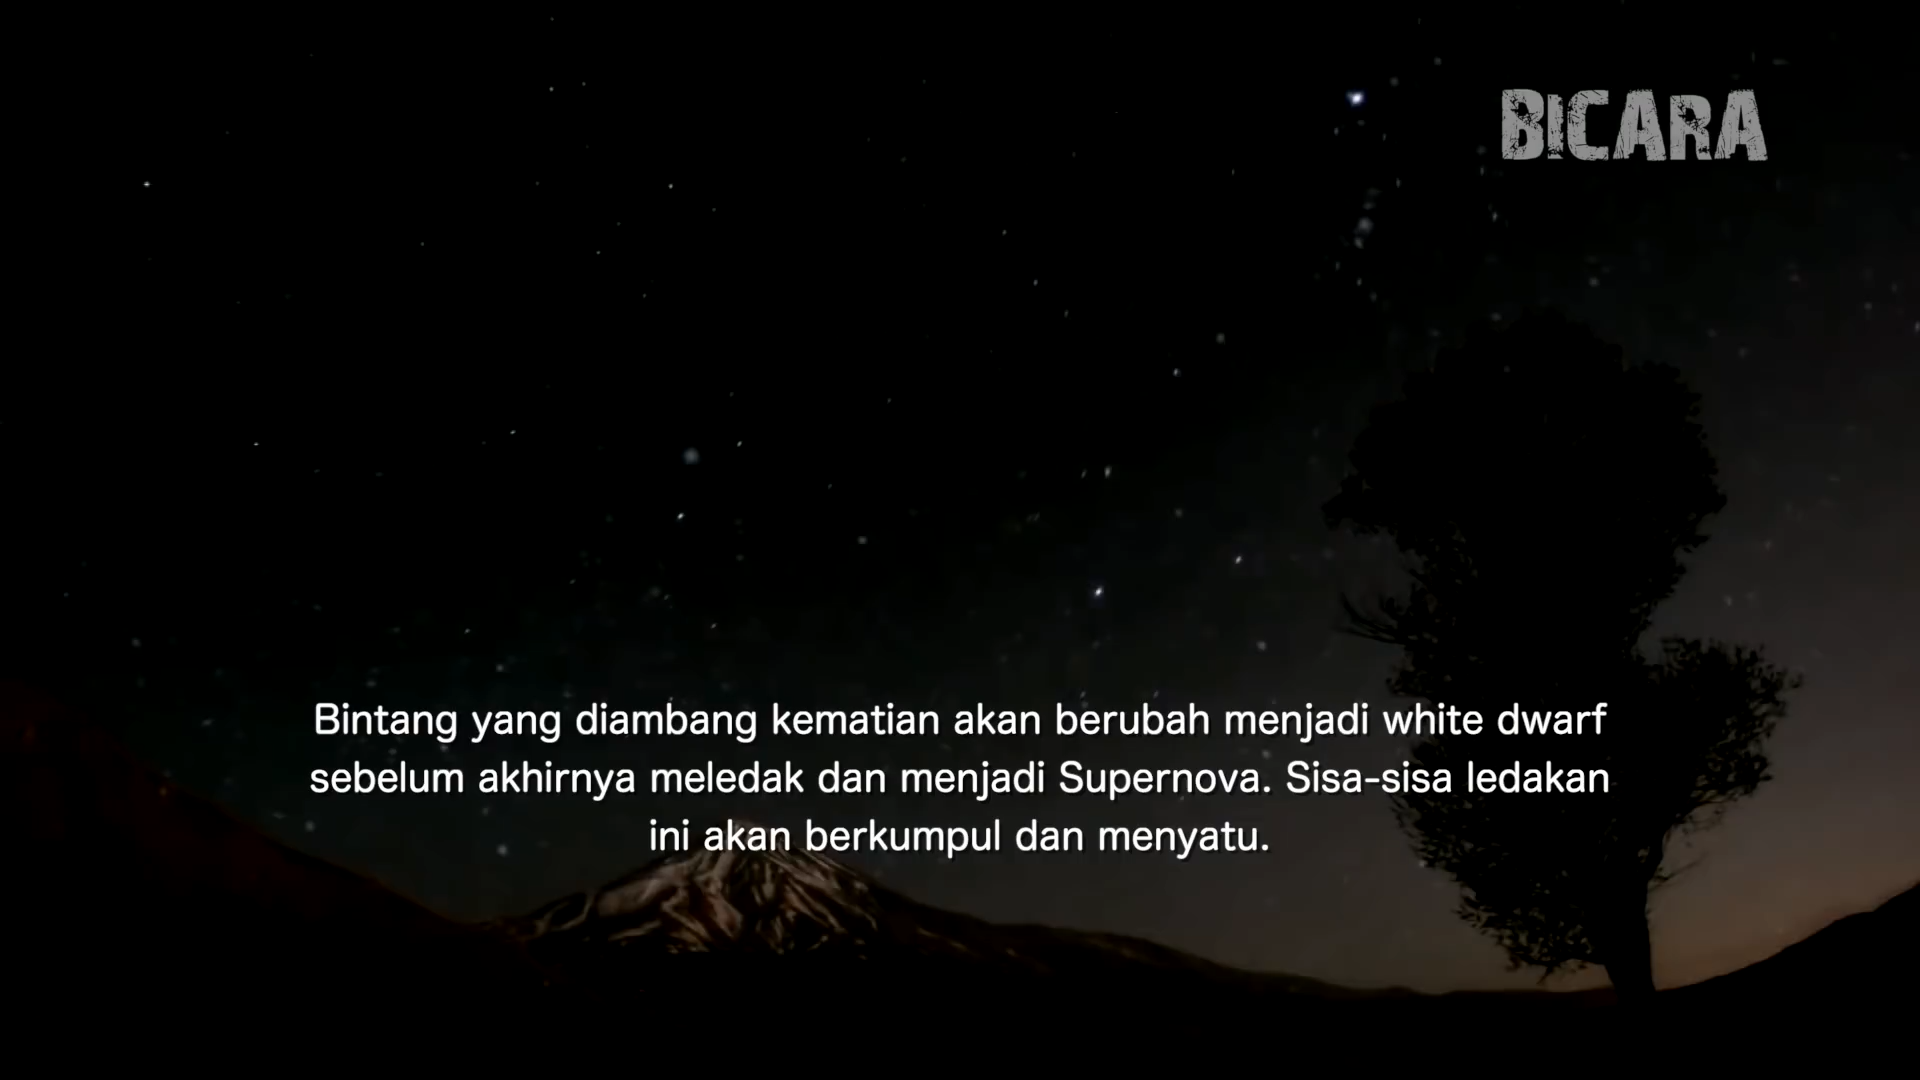 BICARA
Bintang yang diambang kematian akan berubah menjadi white dwarf
sebelum akhirnya meledak dan menjadi Supernova. Sisa-sisa ledakan
ini akan berkumpul dan menyatu.